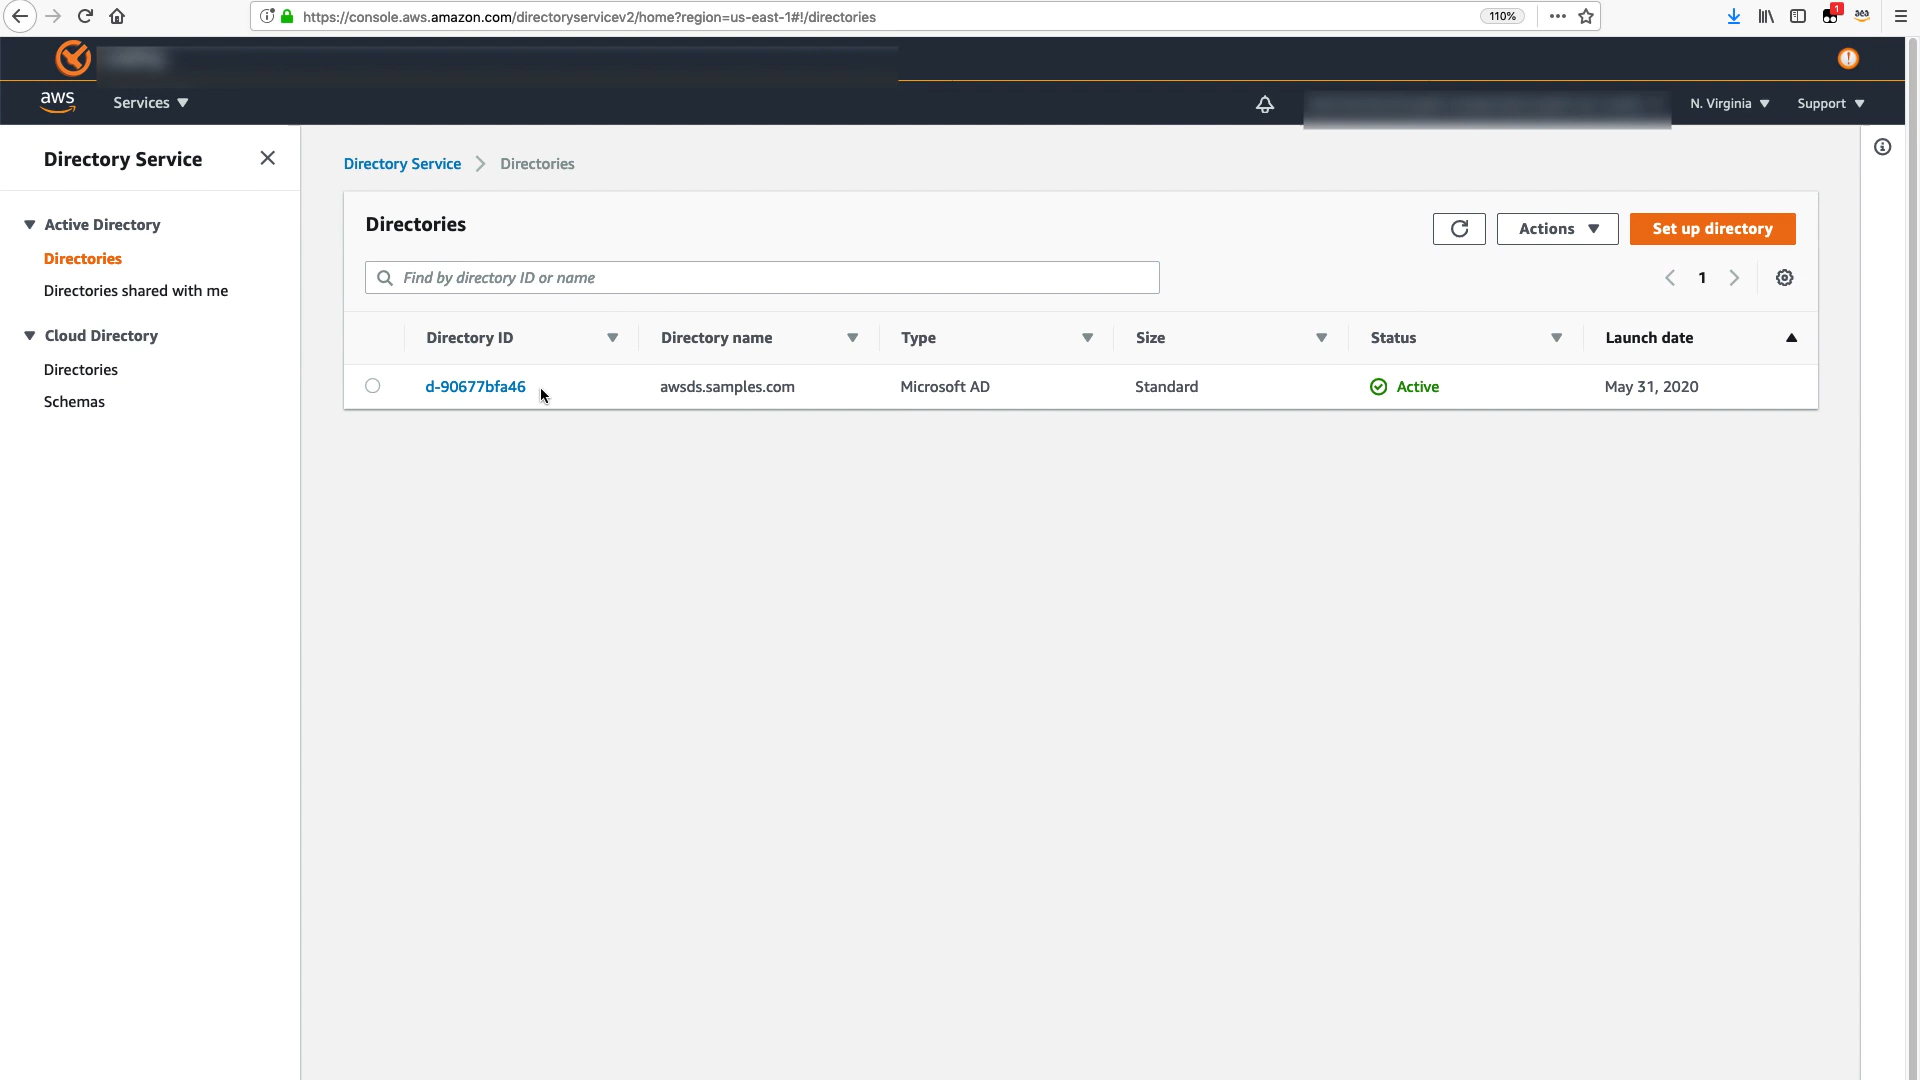 https://console.aws.amazon.com/directoryservicev2/home?region=us-east-1#!/directories
110%
1
aws
Services
N. Virginia
Support
Directory Service
Active Directory
Directories
Directories shared with me
Cloud Directory
Directories
Schemas
Directory Service > Directories
Directories
Actions
Set up directory
Find by directory ID or name
1
Directory ID Directory name Type Size Status Launch date
d-90677bfa46 awsds.samples.com Microsoft AD Standard Active May 31, 2020